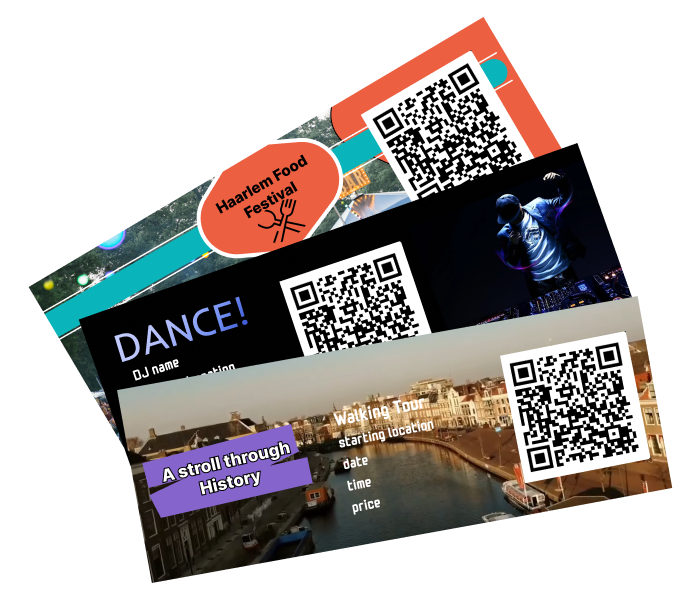 Haarlem Food
Festival
DANCE!
DJ name
A stroll through
History
Walking Tour
starting location
date
time
price